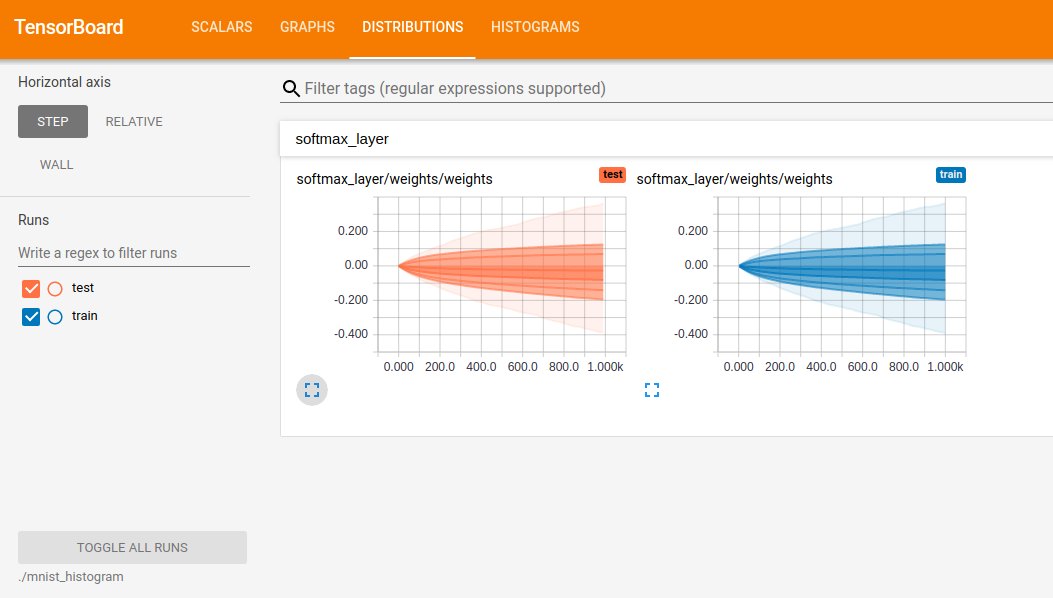 TensorBoard SCALARS GRAPHS DISTRIBUTIONS HISTOGRAMS
Horizontal axis
STEP RELATIVE
WALL
Runs
Write a regex to filter runs
test
train
TOGGLE ALL RUNS
./mnist_histogram
Filter tags (regular expressions supported)
softmax_layer
softmax_layer/weights/weights test
0.200
0.00
-0.200
-0.400
0.000 200.0 400.0 600.0 800.0 1.000k
softmax_layer/weights/weights train
0.200
0.00
-0.200
-0.400
0.000 200.0 400.0 600.0 800.0 1.000k